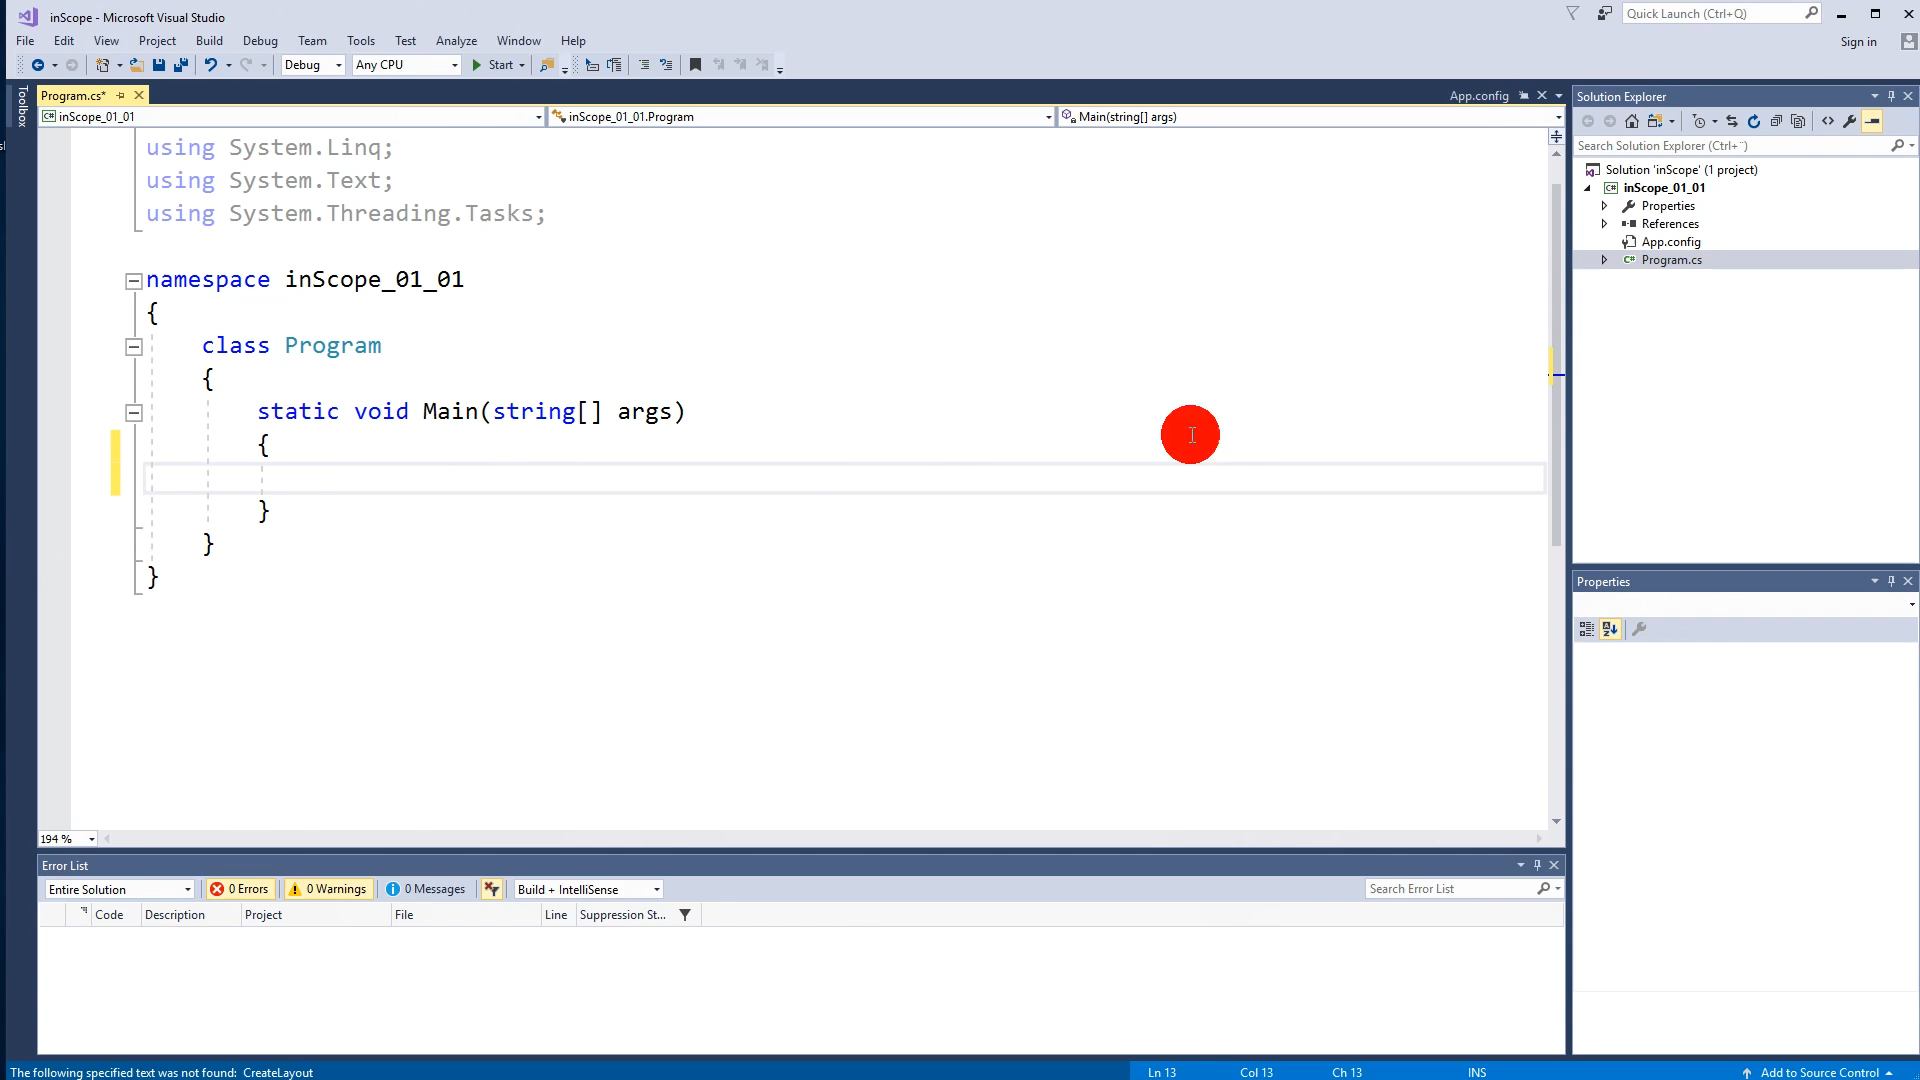 inScope - Microsoft Visual Studio
Quick Launch (Ctrl+Q)
File Edit View Project Build Debug Team Tools Test Analyze Window Help
Sign in
Debug Any CPU Start
Toolbox
Program.cs*
App.config
Solution Explorer
inScope_01_01
inScope_01_01.Program
Main(string[] args)
Search Solution Explorer (Ctrl+¨)
using System.Linq;
using System.Text;
using System.Threading.Tasks;
namespace inScope_01_01
{
class Program
{
static void Main(string[] args)
{
}
}
}
Solution 'inScope' (1 project)
inScope_01_01
Properties
References
App.config
Program.cs
Properties
194 %
Error List
Entire Solution
0 Errors
0 Warnings
0 Messages
Build + IntelliSense
Search Error List
Code Description Project File Line Suppression St...
The following specified text was not found: CreateLayout
Ln 13 Col 13 Ch 13 INS
Add to Source Control